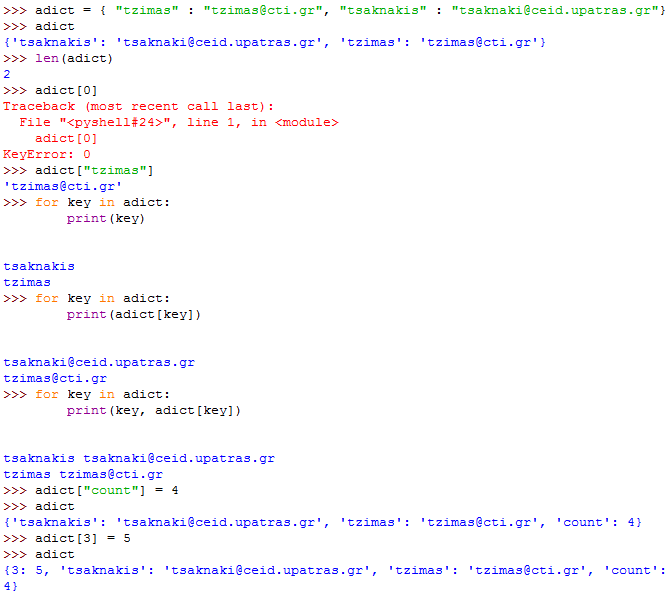 >>> adict = { "tzimas" : "tzimas@cti.gr", "tsaknakis" : "tsaknaki@ceid.upatras.gr"}
>>> adict
{'tsaknakis': 'tsaknaki@ceid.upatras.gr', 'tzimas': 'tzimas@cti.gr'}
>>> len(adict)
2
>>> adict[0]
Traceback (most recent call last):
  File "<pyshell#24>", line 1, in <module>
    adict[0]
KeyError: 0
>>> adict["tzimas"]
'tzimas@cti.gr'
>>> for key in adict:
        print(key)
tsaknakis
tzimas
>>> for key in adict:
        print(adict[key])
tsaknaki@ceid.upatras.gr
tzimas@cti.gr
>>> for key in adict:
        print(key, adict[key])
tsaknakis tsaknaki@ceid.upatras.gr
tzimas tzimas@cti.gr
>>> adict["count"] = 4
>>> adict
{'tsaknakis': 'tsaknaki@ceid.upatras.gr', 'tzimas': 'tzimas@cti.gr', 'count': 4}
>>> adict[3] = 5
>>> adict
{3: 5, 'tsaknakis': 'tsaknaki@ceid.upatras.gr', 'tzimas': 'tzimas@cti.gr', 'count':
4}